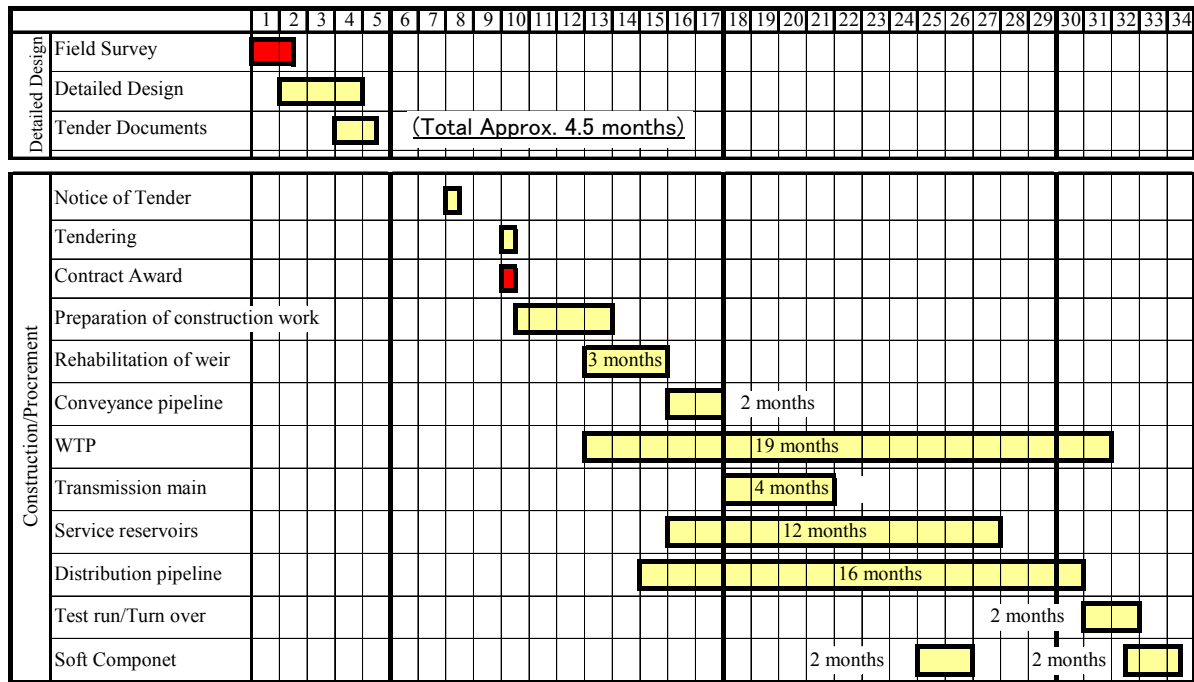 1 2 3 4 5 6 7 8 9 10 11 12 13 14 15 16 17 18 19 20 21 22 23 24 25 26 27 28 29 30 31 32 33 34
Detailed Design
Field Survey
Detailed Design
Tender Documents (Total Approx. 4.5 months)
Construction/Procrement
Notice of Tender
Tendering
Contract Award
Preparation of construction work
Rehabilitation of weir 3 months
Conveyance pipeline 2 months
WTP 19 months
Transmission main 4 months
Service reservoirs 12 months
Distribution pipeline 16 months
Test run/Turn over 2 months
Soft Componet 2 months 2 months